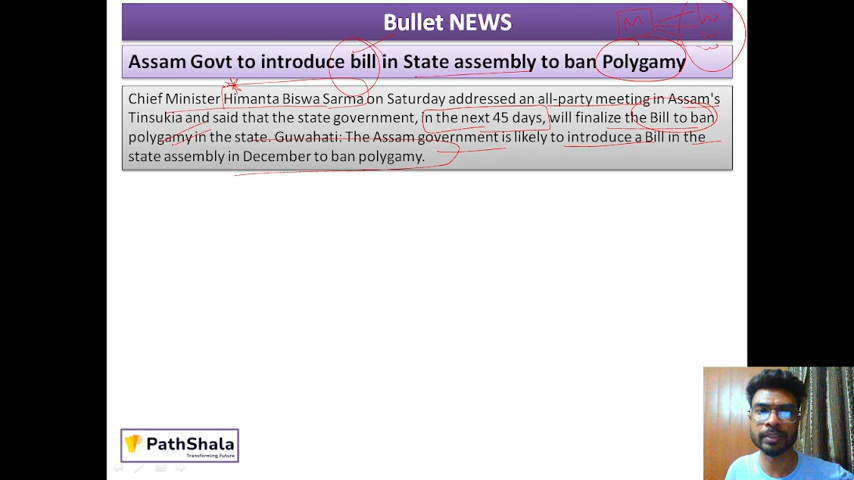 Bullet NEWS
Assam Govt to introduce bill in State assembly to ban Polygamy
Chief Minister Himanta Biswa Sarma on Saturday addressed an all-party meeting in Assam's
Tinsukia and said that the state government, in the next 45 days, will finalize the Bill to ban
polygamy in the state. Guwahati: The Assam government is likely to introduce a Bill in the
state assembly in December to ban polygamy.
PathShala
Transforming Future